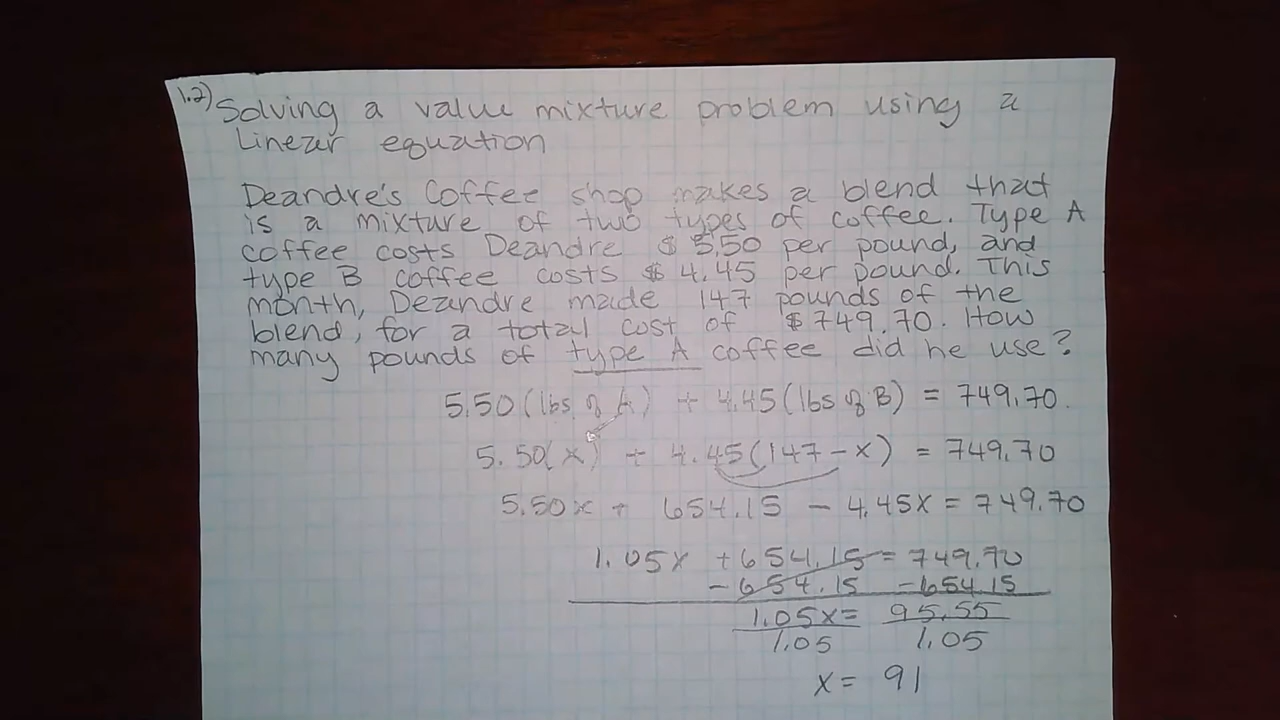 1.2) Solving a value mixture problem using a
Linear equation
Deandre's Coffee shop makes a blend that
is a mixture of two types of coffee. Type A
coffee costs Deandre $5.50 per pound, and
type B coffee costs $4.45 per pound. This
month, Deandre made 147 pounds of the
blend, for a total cost of $749.70. How
many pounds of type A coffee did he use?
5.50(lbs of A) + 4.45(lbs of B) = 749.70.
5.50(x) + 4.45(147-x) = 749.70
5.50x + 654.15 - 4.45x = 749.70
1.05x + 654.15 = 749.70
-654.15 -654.15
1.05x = 95.55
1.05 1.05
x = 91